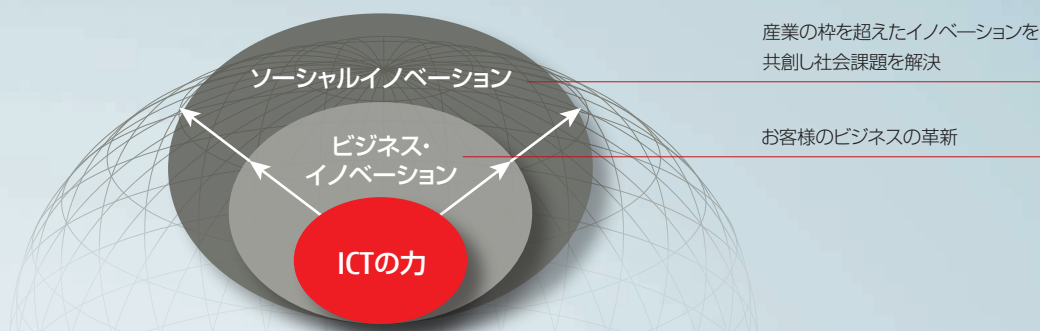 産業の枠を超えたイノベーションを
共創し社会課題を解決
ソーシャルイノベーション
お客様のビジネスの革新
ビジネス・
イノベーション
ICTの力